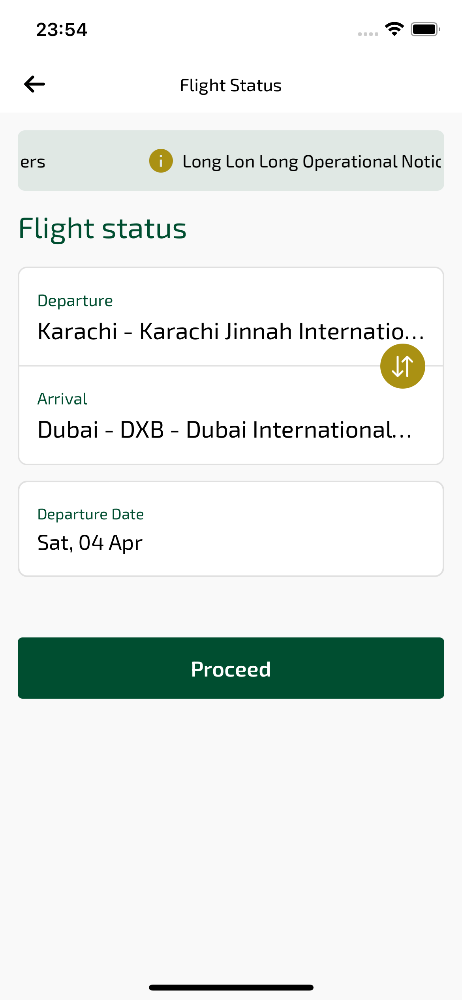 23:54
Flight Status
ers
Long Lon Long Operational Notic
Flight status
Departure
Karachi - Karachi Jinnah Internatio...
Arrival
Dubai - DXB - Dubai International...
Departure Date
Sat, 04 Apr
Proceed